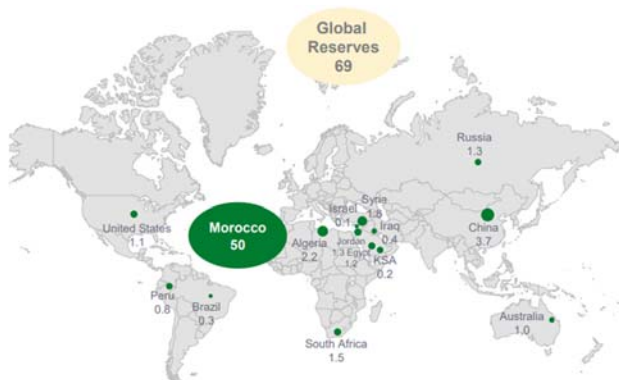 Global
Reserves
69
Russia
1.3
Israel
0.1
Syria
1.8
Iraq
0.4
China
3.7
United States
1.1
Morocco
50
Algeria
2.2
Jordan
1.3
Egypt
1.2
KSA
0.2
Peru
0.8
Brazil
0.3
Australia
1.0
South Africa
1.5